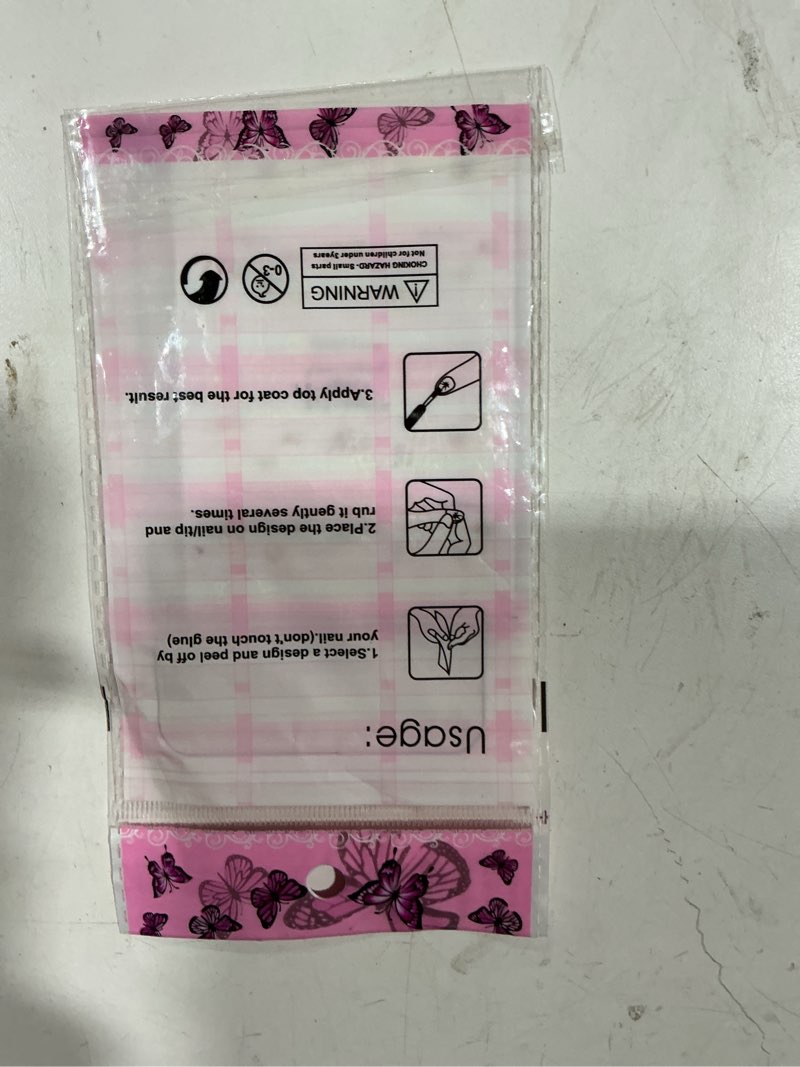 Usage:
1.Select a design and peel off by
your nail.(don't touch the glue)
2.Place the design on nail/tip and
rub it gently several times.
3.Apply top coat for the best result.
WARNING
CHOKING HAZARD-Small parts
Not for children under 3years
0-3